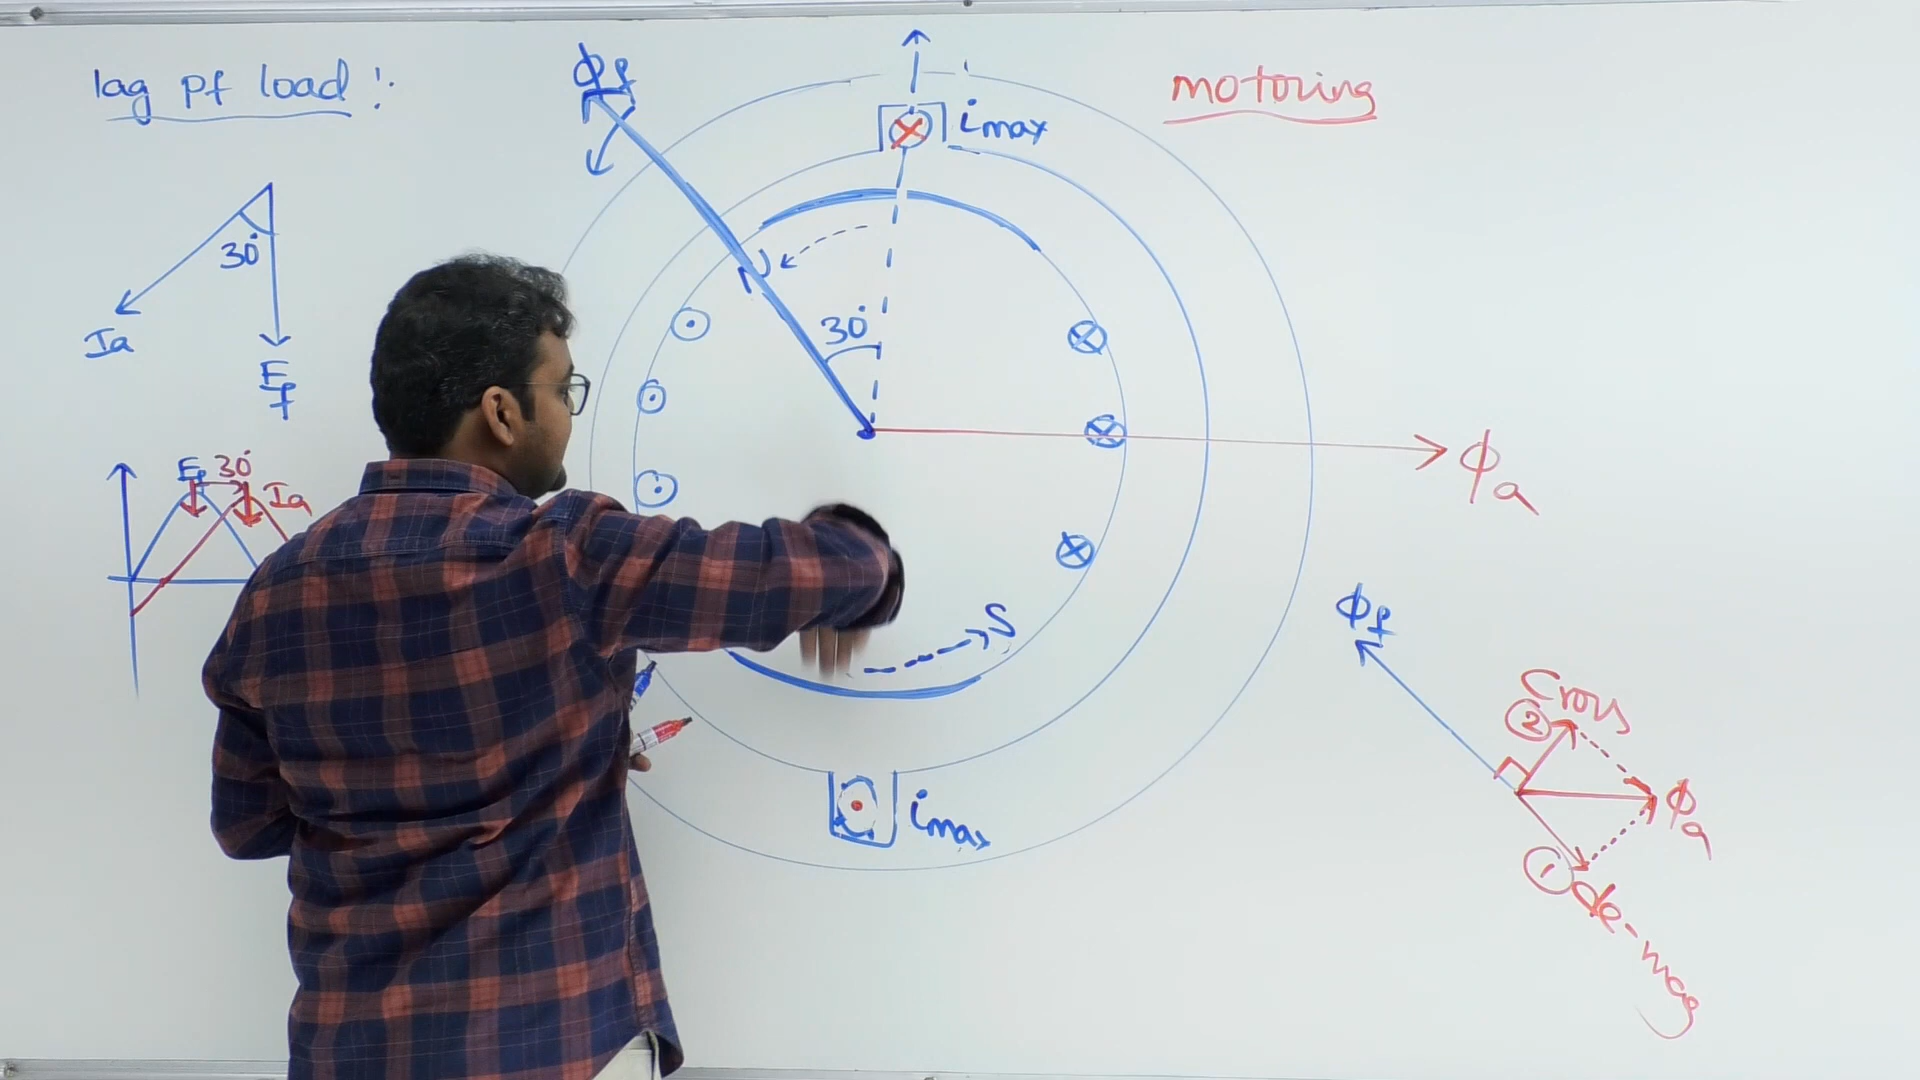 lag pf load :-
30°
Ia
Ef
Ef 30° Ia
ϕf
imax
motoring
N
30°
ϕa
S
imax
ϕf
Cross
②
ϕa
① de-mag